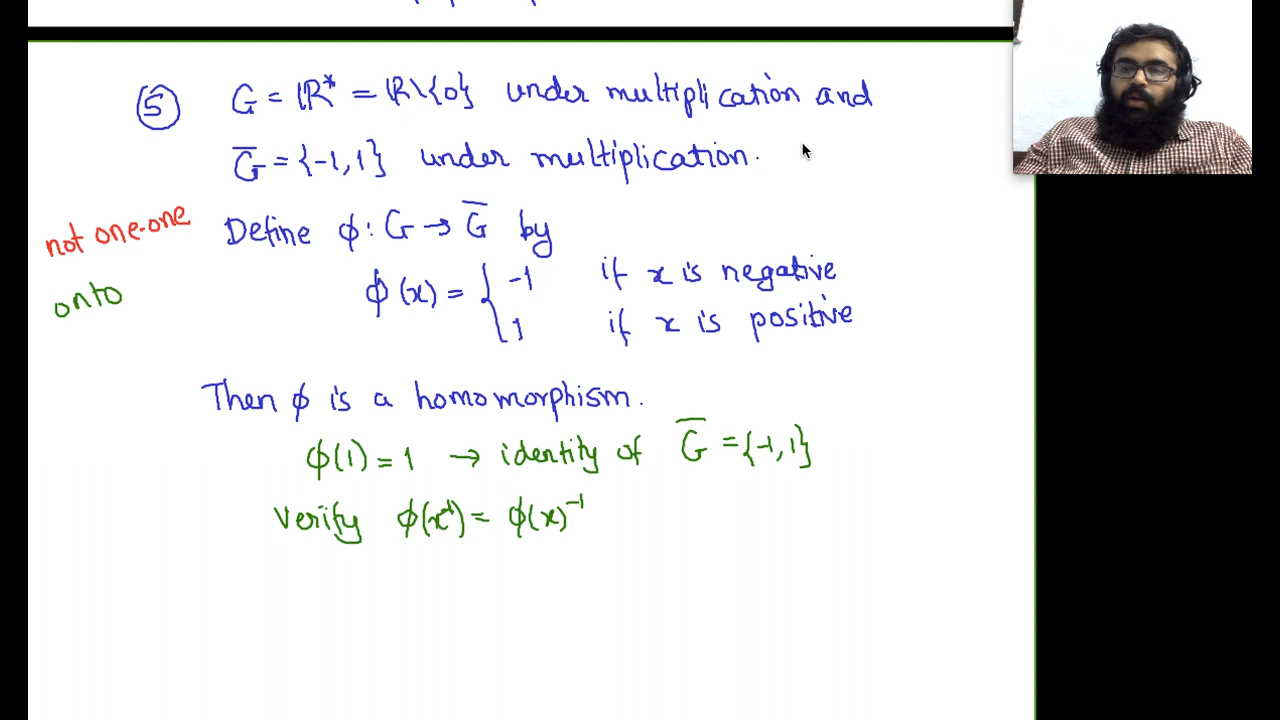 ⑤ G = ℝ* = ℝ\{0} under multiplication and
G̅ = {-1, 1} under multiplication.
not one-one
Define ϕ: G → G̅ by
onto
ϕ(x) = { -1 if x is negative
1 if x is positive
Then ϕ is a homomorphism.
ϕ(1) = 1 → identity of G̅ = {-1, 1}
Verify ϕ(x⁻¹) = ϕ(x)⁻¹